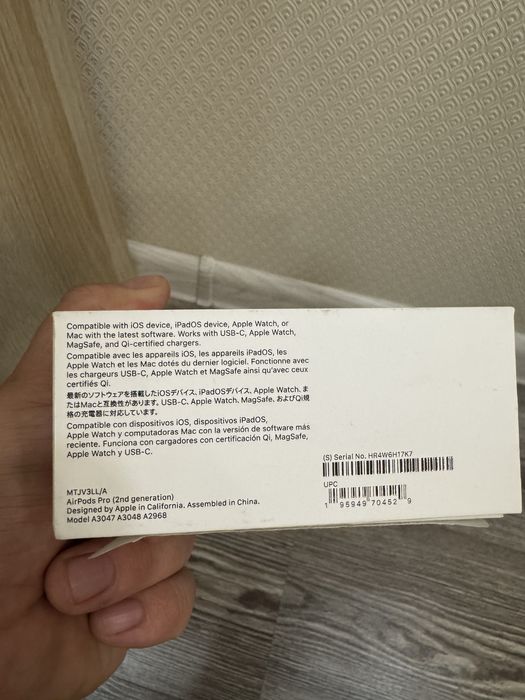 Compatible with iOS device, iPadOS device, Apple Watch, or
Mac with the latest software. Works with USB-C, Apple Watch,
MagSafe, and Qi-certified chargers.
Compatible avec les appareils iOS, les appareils iPadOS, les
Apple Watch et les Mac dotés du dernier logiciel. Fonctionne avec
les chargeurs USB-C, Apple Watch et MagSafe ainsi qu'avec ceux
certifiés Qi.
最新のソフトウェアを搭載したiOSデバイス、iPadOSデバイス、Apple Watch、ま
たはMacと互換性があります。USB-C、Apple Watch、MagSafe、およびQi規
格の充電器に対応しています。
Compatible con dispositivos iOS, dispositivos iPadOS,
Apple Watch y computadoras Mac con la versión de software más
reciente. Funciona con cargadores con certificación Qi, MagSafe,
Apple Watch y USB-C.
(S) Serial No. HR4W6H17K7
UPC
1 95949 70452 9
MTJV3LL/A
AirPods Pro (2nd generation)
Designed by Apple in California. Assembled in China.
Model A3047 A3048 A2968